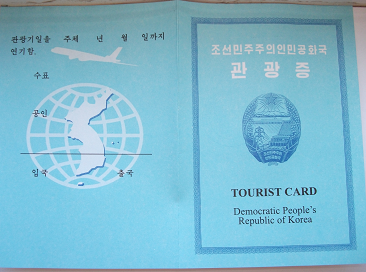 관광기일을 주체 년 월 일까지
연기함.
수표
공인
입국 출국
조선민주주의인민공화국
관광증
TOURIST CARD
Democratic People's
Republic of Korea